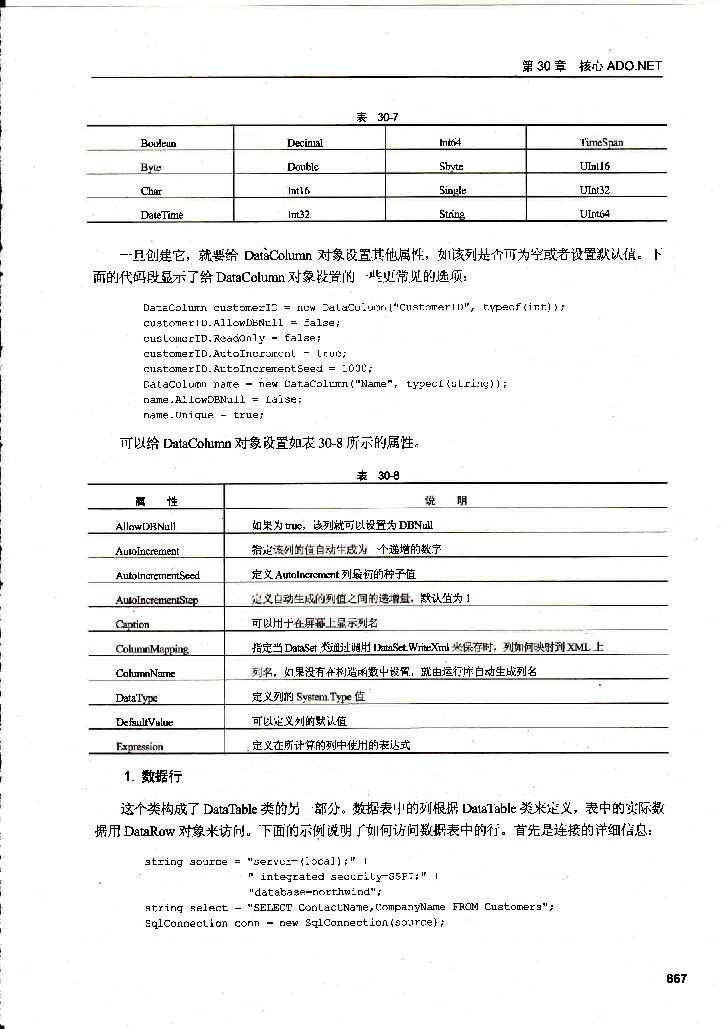 第 30 章 核心 ADO.NET
表 30-7
Boolean Decimal Int64 TimeSpan
Byte Double Sbyte UInt16
Char Int16 Single UInt32
DateTime Int32 String UInt64
一旦创建它，就要给 DataColumn 对象设置其他属性，如该列是否可为空或者设置默认值。下
面的代码段显示了给 DataColumn 对象设置的一些更常见的选项：
DataColumn customerID = new DataColumn("CustomerID", typeof(int));
customerID.AllowDBNull = false;
customerID.ReadOnly = false;
customerID.AutoIncrement = true;
customerID.AutoIncrementSeed = 1000;
DataColumn name = new DataColumn("Name", typeof(string));
name.AllowDBNull = false;
name.Unique = true;
可以给 DataColumn 对象设置如表 30-8 所示的属性。
表 30-8
属 性 说 明
AllowDBNull 如果为 true，该列就可以设置为 DBNull
AutoIncrement 指定该列的值自动生成为一个递增的数字
AutoIncrementSeed 定义 AutoIncrement 列最初的种子值
AutoIncrementStep 定义自动生成的列值之间的递增量，默认值为 1
Caption 可以用于在屏幕上显示列名
ColumnMapping 指定当 DataSet 类通过调用 DataSet.WriteXml 来保存时，列如何映射到 XML 上
ColumnName 列名，如果没有在构造函数中设置，就由运行库自动生成列名
DataType 定义列的 System.Type 值
DefaultValue 可以定义列的默认值
Expression 定义在所计算的列中使用的表达式
1. 数据行
这个类构成了 DataTable 类的另一部分。数据表中的列根据 DataTable 类来定义，表中的实际数
据用 DataRow 对象来访问。下面的示例说明了如何访问数据表中的行。首先是连接的详细信息：
string source = "server=(local);" +
" integrated security=SSPI;" +
"database=northwind";
string select = "SELECT ContactName,CompanyName FROM Customers";
SqlConnection conn = new SqlConnection(source);
867